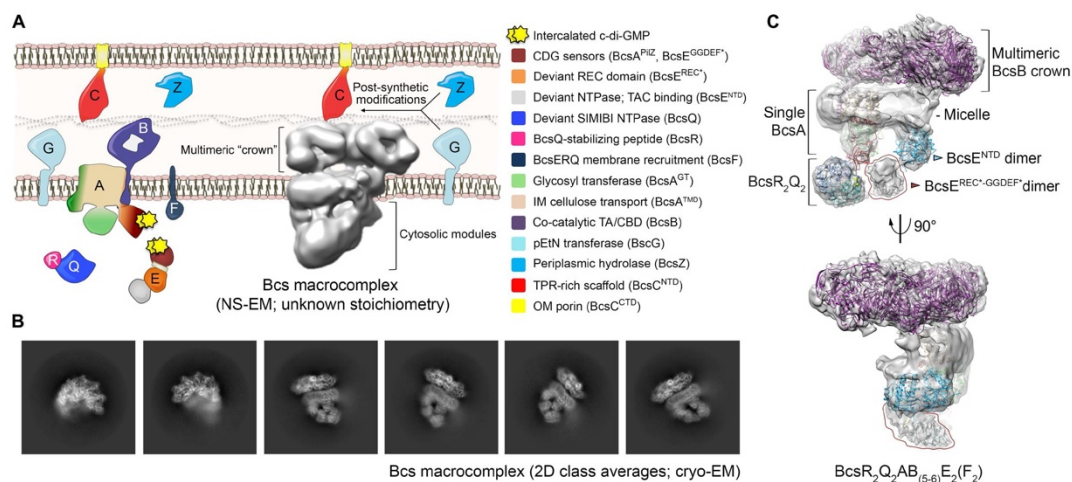 A
C
Z
C
Z
Post-synthetic
modifications
B
G
A
F
Multimeric "crown"
G
Cytosolic modules
R
Q
E
Bcs macrocomplex
(NS-EM; unknown stoichiometry)
Intercalated c-di-GMP
CDG sensors (BcsA^PilZ, BcsE^GGDEF*)
Deviant REC domain (BcsE^REC*)
Deviant NTPase; TAC binding (BcsE^NTD)
Deviant SIMIBI NTPase (BcsQ)
BcsQ-stabilizing peptide (BcsR)
BcsERQ membrane recruitment (BcsF)
Glycosyl transferase (BcsA^GT)
IM cellulose transport (BcsA^TMD)
Co-catalytic TA/CBD (BcsB)
pEtN transferase (BscG)
Periplasmic hydrolase (BcsZ)
TPR-rich scaffold (BcsC^NTD)
OM porin (BcsC^CTD)
B
Bcs macrocomplex (2D class averages; cryo-EM)
C
Multimeric
BcsB crown
Single
BcsA
Micelle
BcsE^NTD dimer
BcsR₂Q₂
BcsE^REC*-GGDEF* dimer
90°
BcsR₂Q₂AB₍₅₋₆₎E₂(F₂)